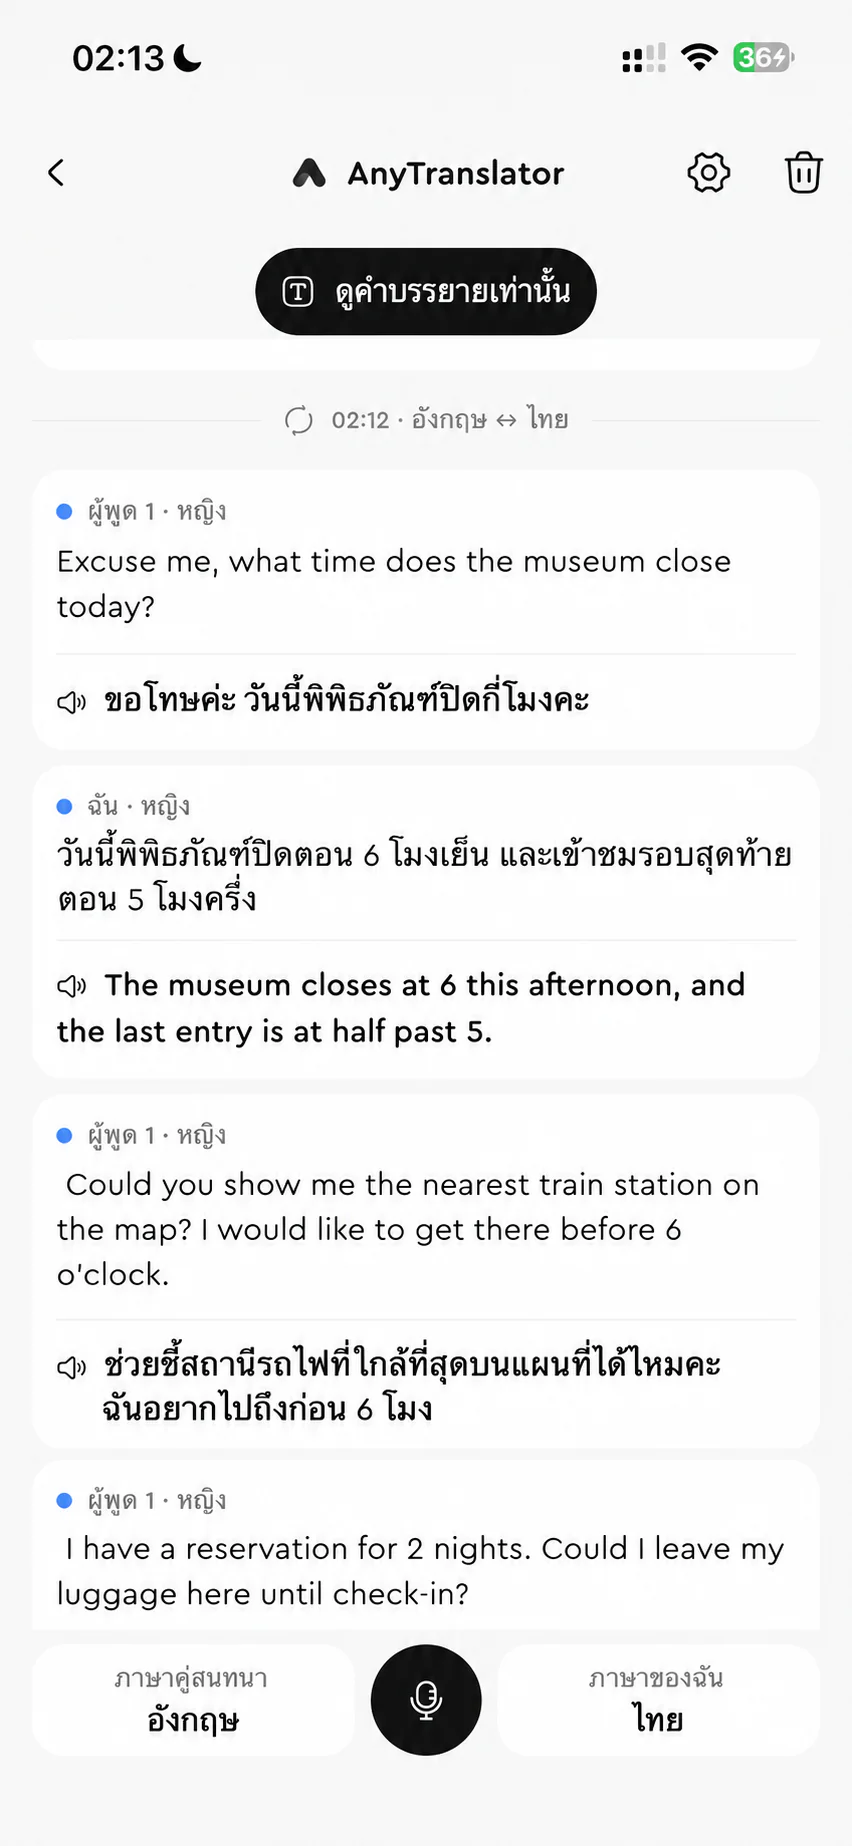 02:13
36
AnyTranslator
ดูคำบรรยายเท่านั้น
02:12 · อังกฤษ ↔ ไทย
ผู้พูด 1 · หญิง
Excuse me, what time does the museum close
today?
ขอโทษค่ะ วันนี้พิพิธภัณฑ์ปิดกี่โมงคะ
ฉัน · หญิง
วันนี้พิพิธภัณฑ์ปิดตอน 6 โมงเย็น และเข้าชมรอบสุดท้าย
ตอน 5 โมงครึ่ง
The museum closes at 6 this afternoon, and
the last entry is at half past 5.
ผู้พูด 1 · หญิง
Could you show me the nearest train station on
the map? I would like to get there before 6
o'clock.
ช่วยชี้สถานีรถไฟที่ใกล้ที่สุดบนแผนที่ได้ไหมคะ
ฉันอยากไปถึงก่อน 6 โมง
ผู้พูด 1 · หญิง
I have a reservation for 2 nights. Could I leave my
luggage here until check-in?
ภาษาคู่สนทนา
อังกฤษ
ภาษาของฉัน
ไทย